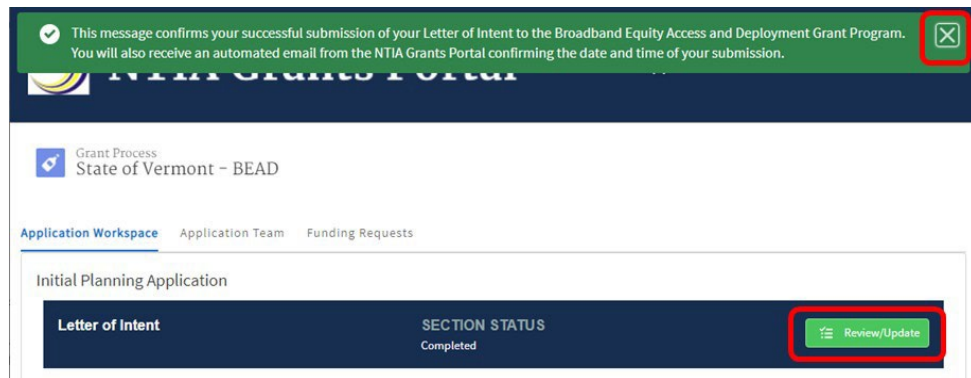 This message confirms your successful submission of your Letter of Intent to the Broadband Equity Access and Deployment Grant Program.
You will also receive an automated email from the NTIA Grants Portal confirming the date and time of your submission.
NTIA Grants Portal
Grant Process
State of Vermont - BEAD
Application Workspace Application Team Funding Requests
Initial Planning Application
Letter of Intent SECTION STATUS
Completed
Review/Update